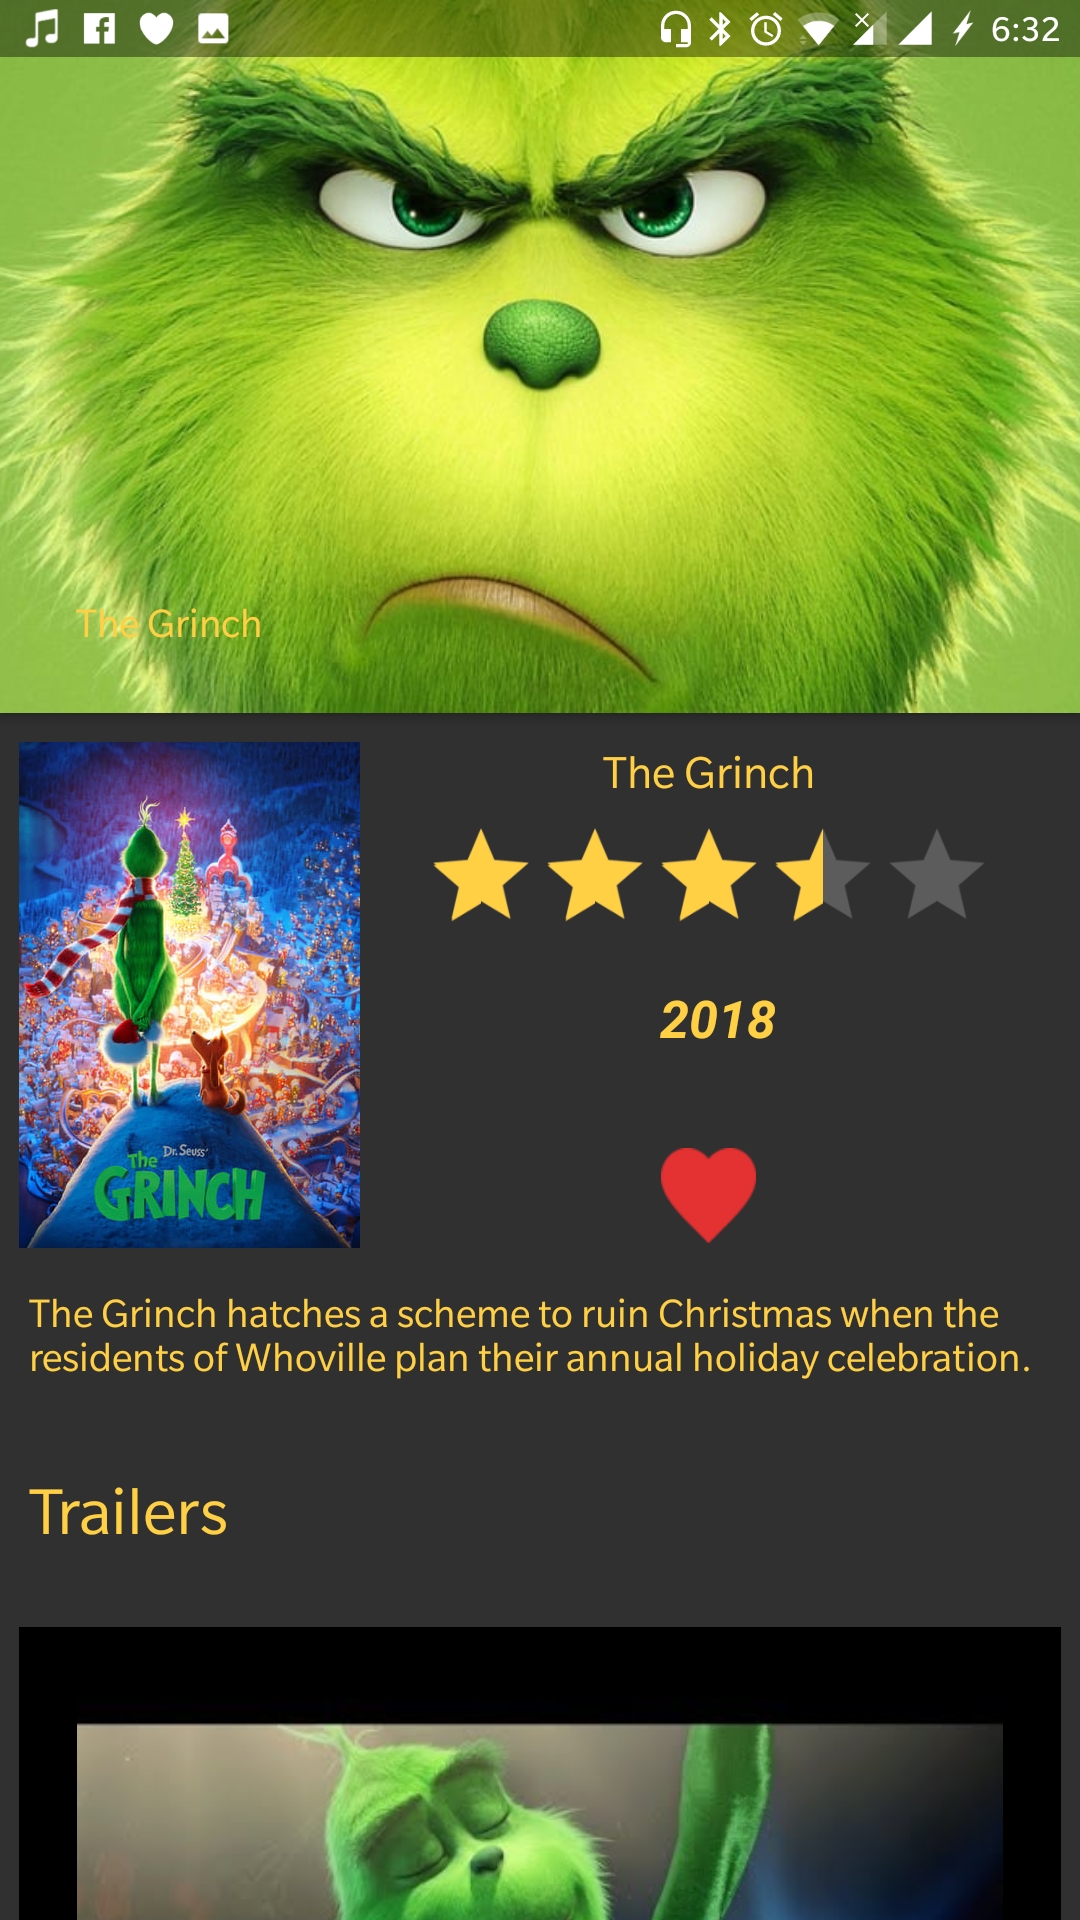 6:32
The Grinch
The Grinch
2018
Dr. Seuss'
The
GRINCH
The Grinch hatches a scheme to ruin Christmas when the
residents of Whoville plan their annual holiday celebration.
Trailers